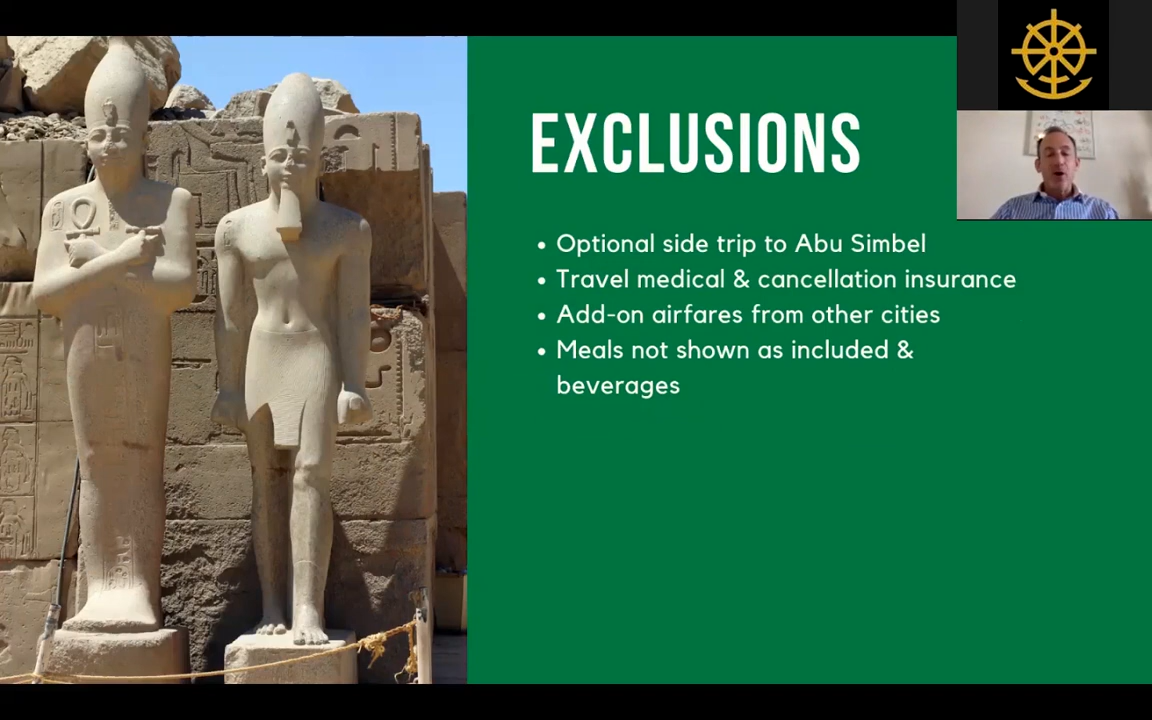 EXCLUSIONS
• Optional side trip to Abu Simbel
• Travel medical & cancellation insurance
• Add-on airfares from other cities
• Meals not shown as included &
beverages